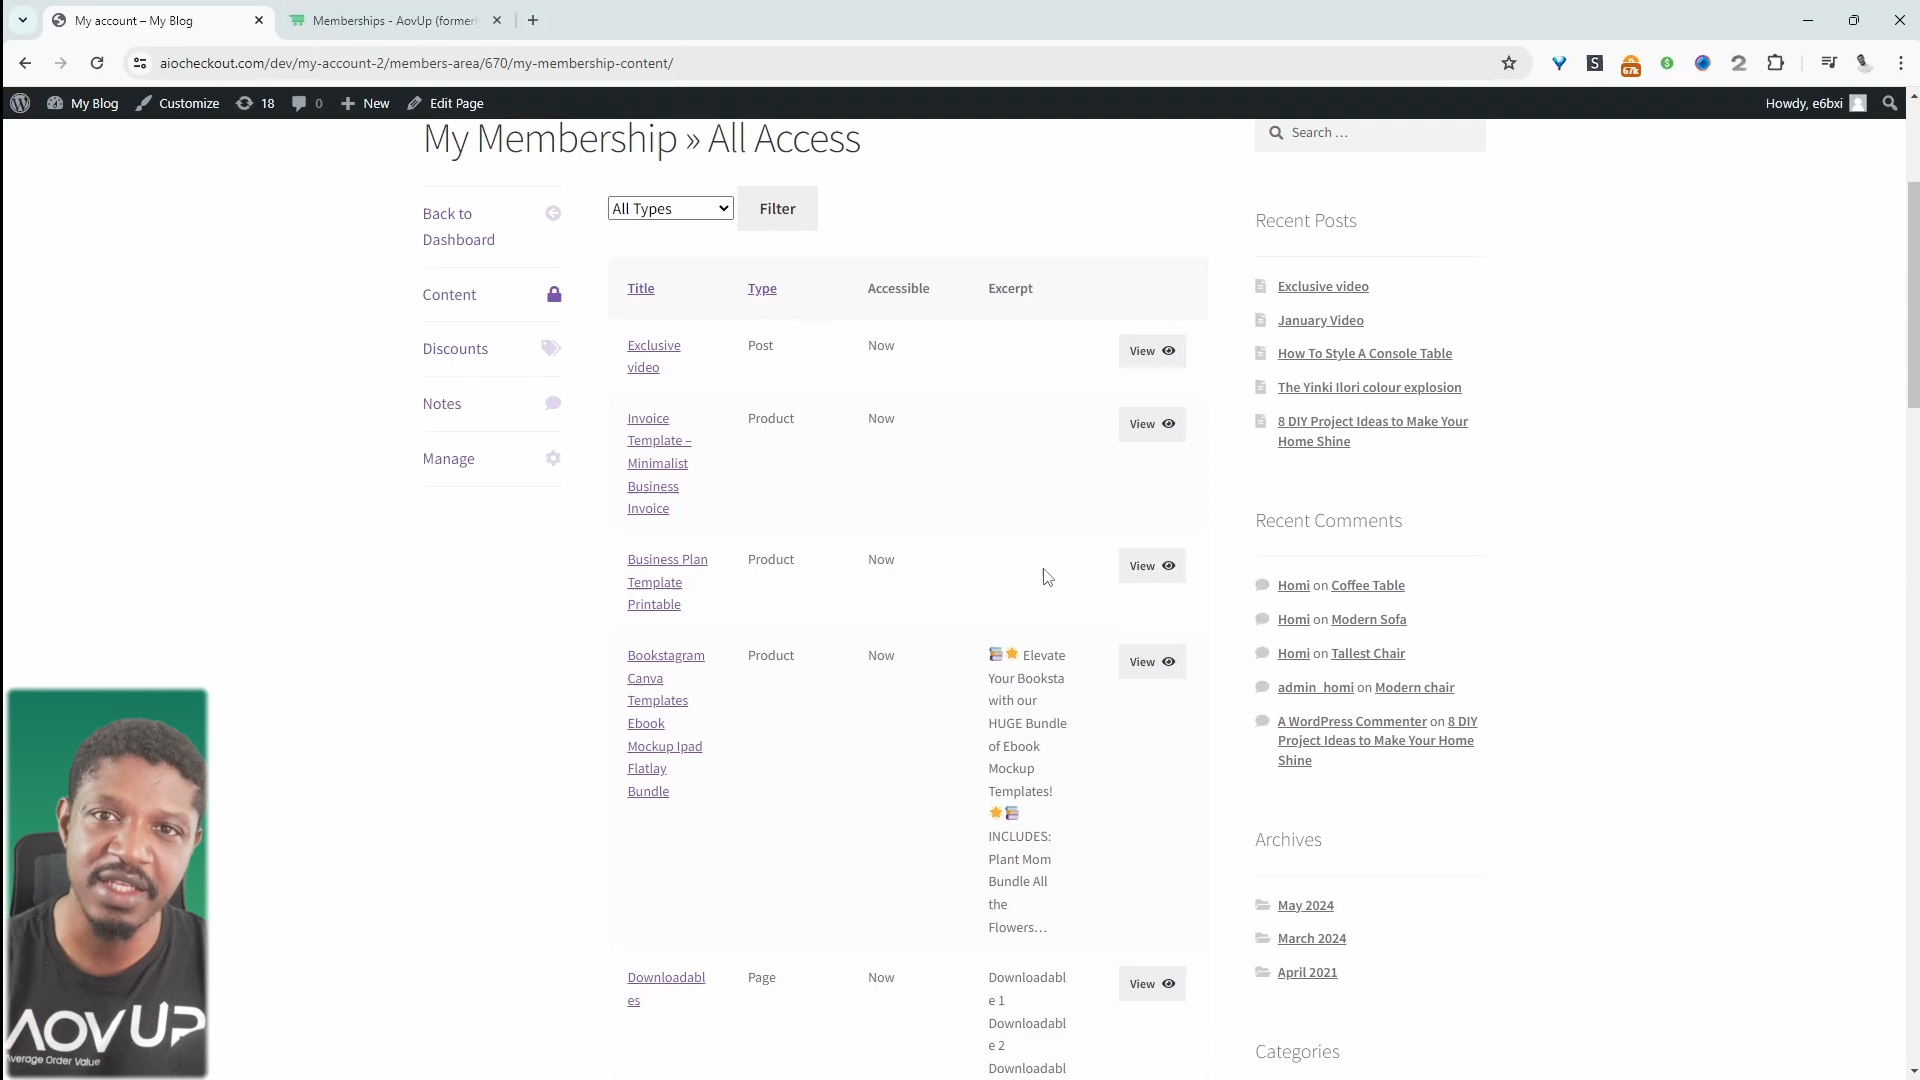 My account – My Blog
Memberships - AovUp (former
aiocheckout.com/dev/my-account-2/members-area/670/my-membership-content/
S
67k
2
My Blog
Customize
18
0
New
Edit Page
Howdy, e6bxi
My Membership » All Access
Search …
Back to
Dashboard
Content
Discounts
Notes
Manage
All Types
Filter
Title
Type
Accessible
Excerpt
Exclusive
video
Post
Now
View
Invoice
Template –
Minimalist
Business
Invoice
Product
Now
View
Business Plan
Template
Printable
Product
Now
View
Bookstagram
Canva
Templates
Ebook
Mockup Ipad
Flatlay
Bundle
Product
Now
📚🌟 Elevate
Your Booksta
with our
HUGE Bundle
of Ebook
Mockup
Templates!
🌟📚
INCLUDES:
Plant Mom
Bundle All
the
Flowers…
View
Downloadabl
es
Page
Now
Downloadabl
e 1
Downloadabl
e 2
Downloadabl
View
Recent Posts
Exclusive video
January Video
How To Style A Console Table
The Yinki Ilori colour explosion
8 DIY Project Ideas to Make Your
Home Shine
Recent Comments
Homi on Coffee Table
Homi on Modern Sofa
Homi on Tallest Chair
admin_homi on Modern chair
A WordPress Commenter on 8 DIY
Project Ideas to Make Your Home
Shine
Archives
May 2024
March 2024
April 2021
Categories
AOVUP
Average Order Value